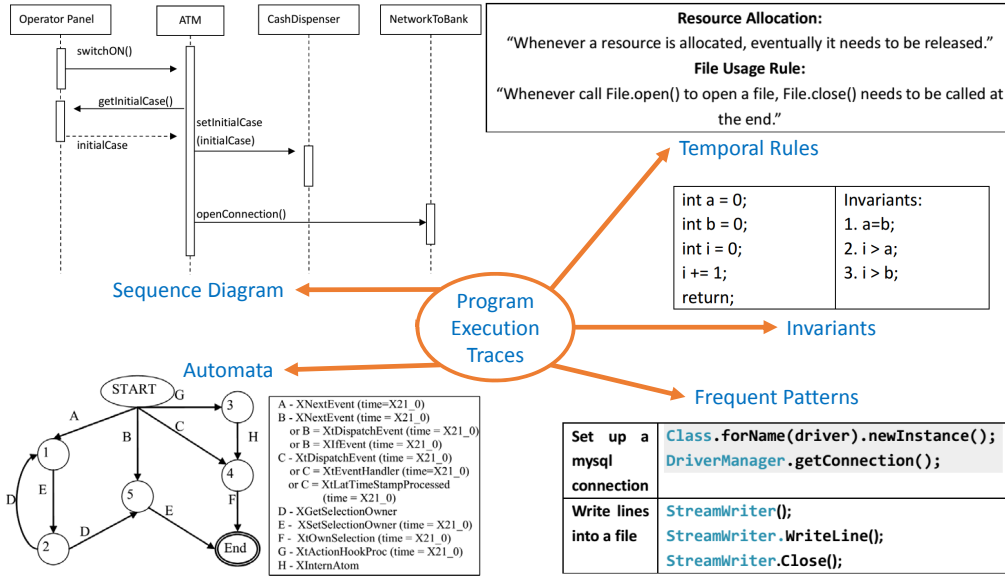 Operator Panel
ATM
CashDispenser
NetworkToBank
switchON()
getInitialCase()
initialCase
setInitialCase
(initialCase)
openConnection()
Sequence Diagram
Resource Allocation:
“Whenever a resource is allocated, eventually it needs to be released.”
File Usage Rule:
“Whenever call File.open() to open a file, File.close() needs to be called at
the end.”
Temporal Rules
int a = 0;
int b = 0;
int i = 0;
i += 1;
return;
Invariants:
1. a=b;
2. i > a;
3. i > b;
Invariants
Program
Execution
Traces
Automata
START
G
3
A
B
C
H
1
4
E
5
F
D
E
D
2
End
A - XNextEvent (time=X21_0)
B - XNextEvent (time = X21_0)
or B = XtDispatchEvent (time = X21_0)
or B = XIfEvent (time = X21_0)
C - XtDispatchEvent (time = X21_0)
or C = XtEventHandler (time=X21_0)
or C = XtLatTimeStampProcessed
(time = X21_0)
D - XGetSelectionOwner
E - XSetSelectionOwner (time = X21_0)
F - XtOwnSelection (time = X21_0)
G - XtActionHookProc (time = X21_0)
H - XInternAtom
Frequent Patterns
Set up a
mysql
connection
Class.forName(driver).newInstance();
DriverManager.getConnection();
Write lines
into a file
StreamWriter();
StreamWriter.WriteLine();
StreamWriter.Close();